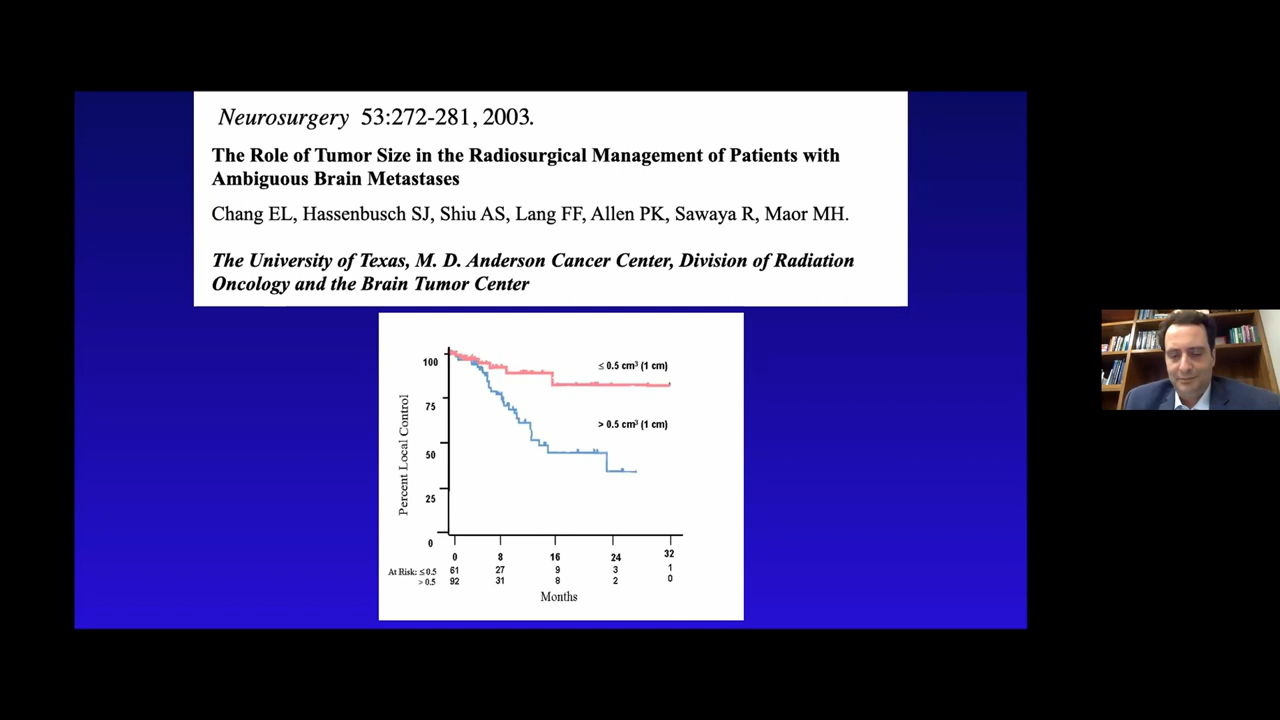 Neurosurgery 53:272-281, 2003.
The Role of Tumor Size in the Radiosurgical Management of Patients with
Ambiguous Brain Metastases
Chang EL, Hassenbusch SJ, Shiu AS, Lang FF, Allen PK, Sawaya R, Maor MH.
The University of Texas, M. D. Anderson Cancer Center, Division of Radiation
Oncology and the Brain Tumor Center
Percent Local Control
100
75
50
25
0
≤ 0.5 cm³ (1 cm)
> 0.5 cm³ (1 cm)
0 8 16 24 32
At Risk: ≤ 0.5 61 27 9 3 1
> 0.5 92 31 8 2 0
Months